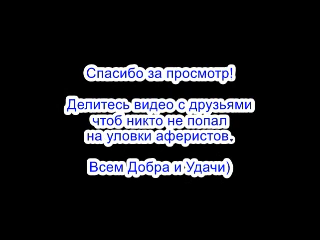 Спасибо за просмотр!
Делитесь видео с друзьями
чтоб никто не попал
на уловки аферистов.
Всем Добра и Удачи)